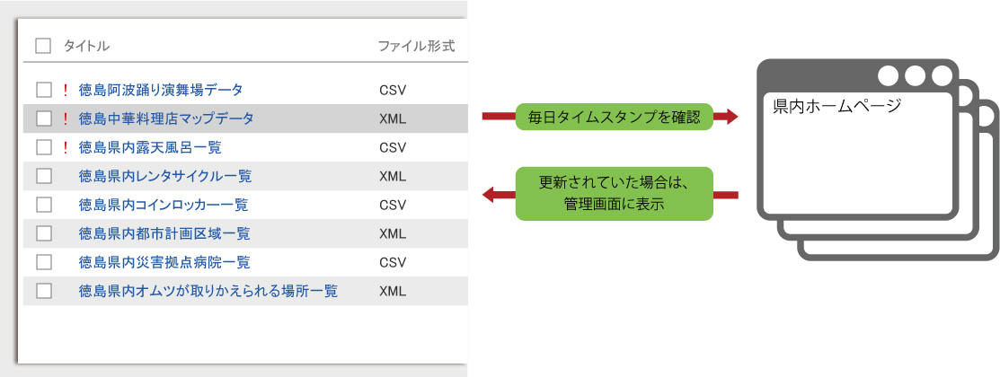 タイトル ファイル形式
! 徳島阿波踊り演舞場データ CSV
! 徳島中華料理店マップデータ XML
! 徳島県内露天風呂一覧 CSV
徳島県内レンタサイクル一覧 XML
徳島県内コインロッカー一覧 CSV
徳島県内都市計画区域一覧 XML
徳島県内災害拠点病院一覧 CSV
徳島県内オムツが取りかえられる場所一覧 XML
毎日タイムスタンプを確認
更新されていた場合は、
管理画面に表示
県内ホームページ